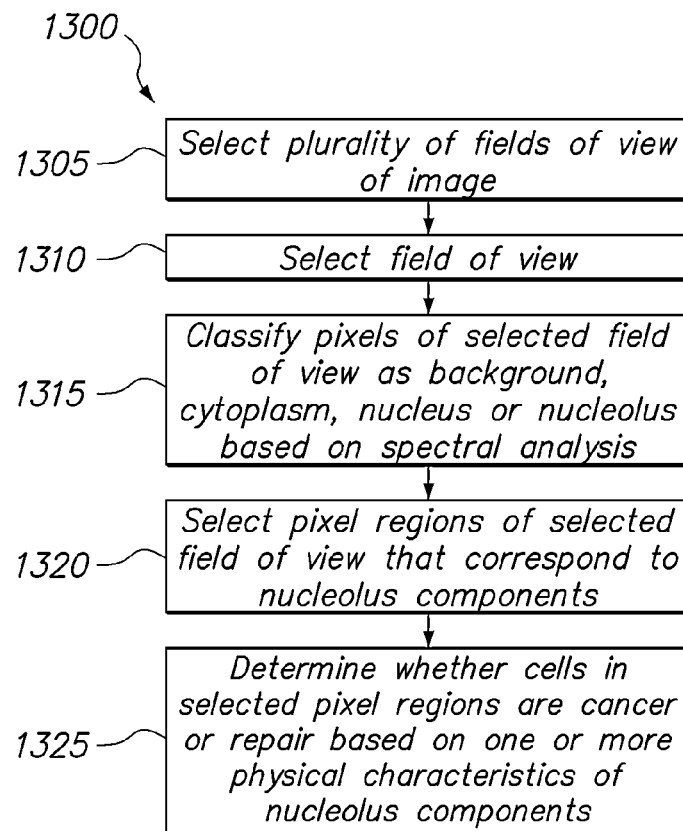 1300
1305
Select plurality of fields of view
of image
1310
Select field of view
1315
Classify pixels of selected field
of view as background,
cytoplasm, nucleus or nucleolus
based on spectral analysis
1320
Select pixel regions of selected
field of view that correspond to
nucleolus components
1325
Determine whether cells in
selected pixel regions are cancer
or repair based on one or more
physical characteristics of
nucleolus components